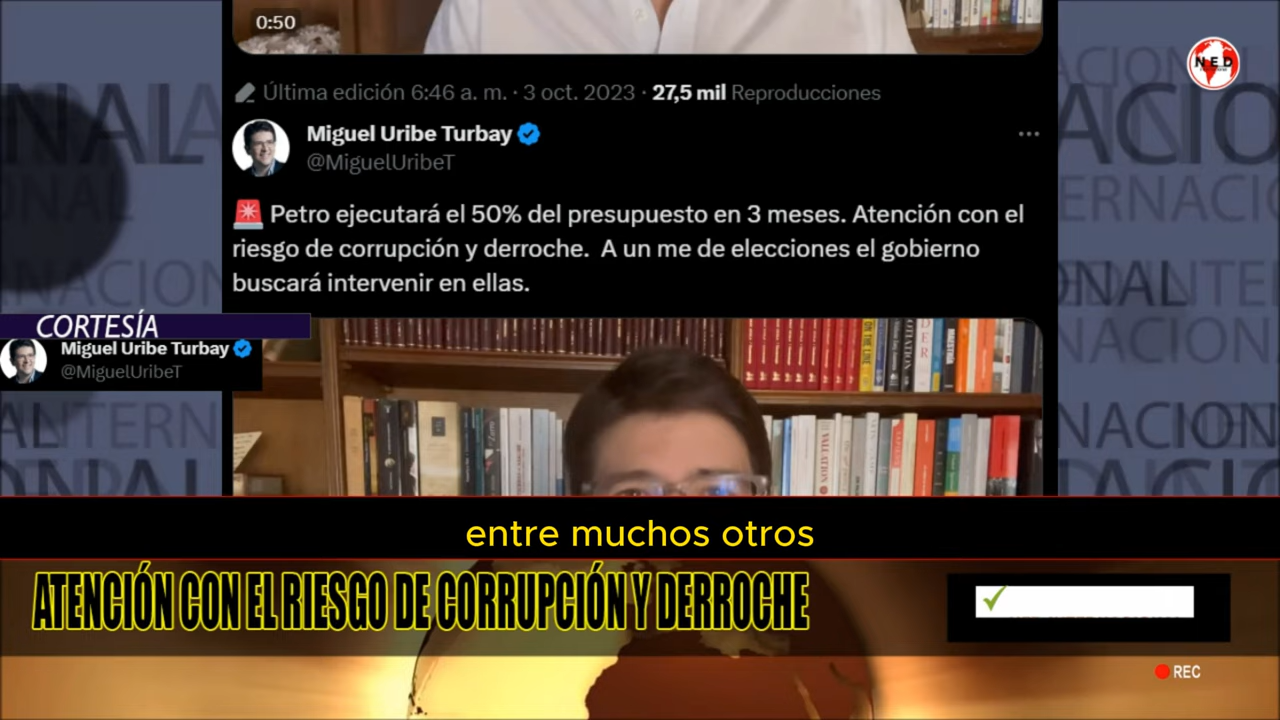 0:50
Última edición 6:46 a. m. · 3 oct. 2023 · 27,5 mil Reproducciones
NED
Miguel Uribe Turbay
@MiguelUribeT
🚨 Petro ejecutará el 50% del presupuesto en 3 meses. Atención con el
riesgo de corrupción y derroche. A un me de elecciones el gobierno
buscará intervenir en ellas.
CORTESÍA
Miguel Uribe Turbay
@MiguelUribeT
entre muchos otros
ATENCIÓN CON EL RIESGO DE CORRUPCIÓN Y DERROCHE
REC